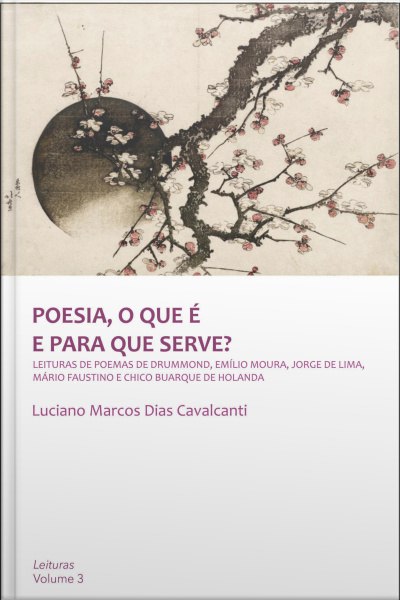 POESIA, O QUE É
E PARA QUE SERVE?
LEITURAS DE POEMAS DE DRUMMOND, EMÍLIO MOURA, JORGE DE LIMA,
MÁRIO FAUSTINO E CHICO BUARQUE DE HOLANDA
Luciano Marcos Dias Cavalcanti
Leituras
Volume 3